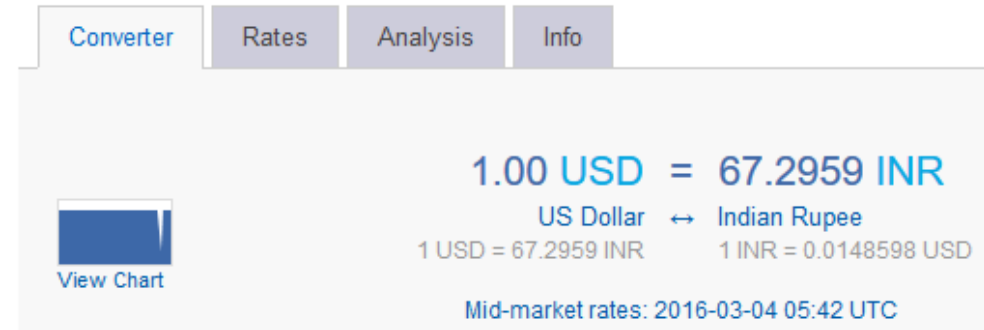 Converter Rates Analysis Info
1.00 USD = 67.2959 INR
US Dollar ↔ Indian Rupee
1 USD = 67.2959 INR 1 INR = 0.0148598 USD
View Chart
Mid-market rates: 2016-03-04 05:42 UTC